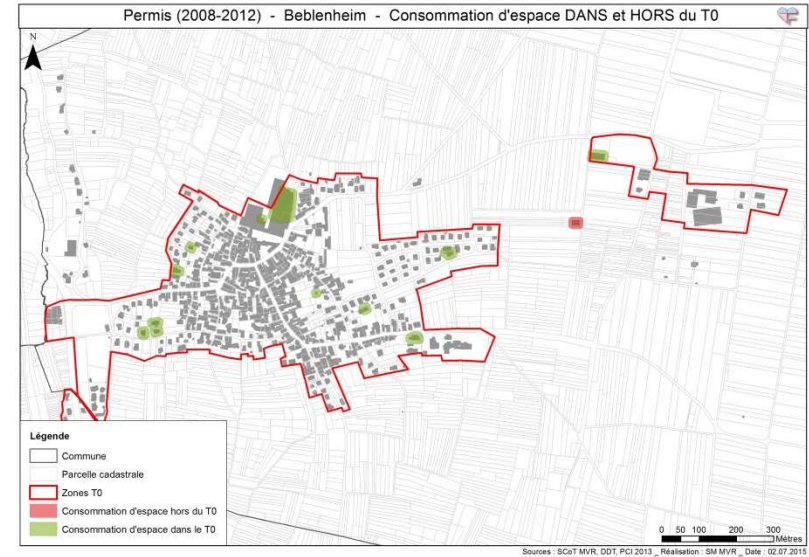 Permis (2008-2012) - Beblenheim - Consommation d'espace DANS et HORS du T0
N
Légende
Commune
Parcelle cadastrale
Zones T0
Consommation d'espace hors du T0
Consommation d'espace dans le T0
0 50 100 200 300
Mètres
Sources : SCoT MVR, DDT, PCI 2013 _ Réalisation : SM MVR _ Date : 02.07.2015